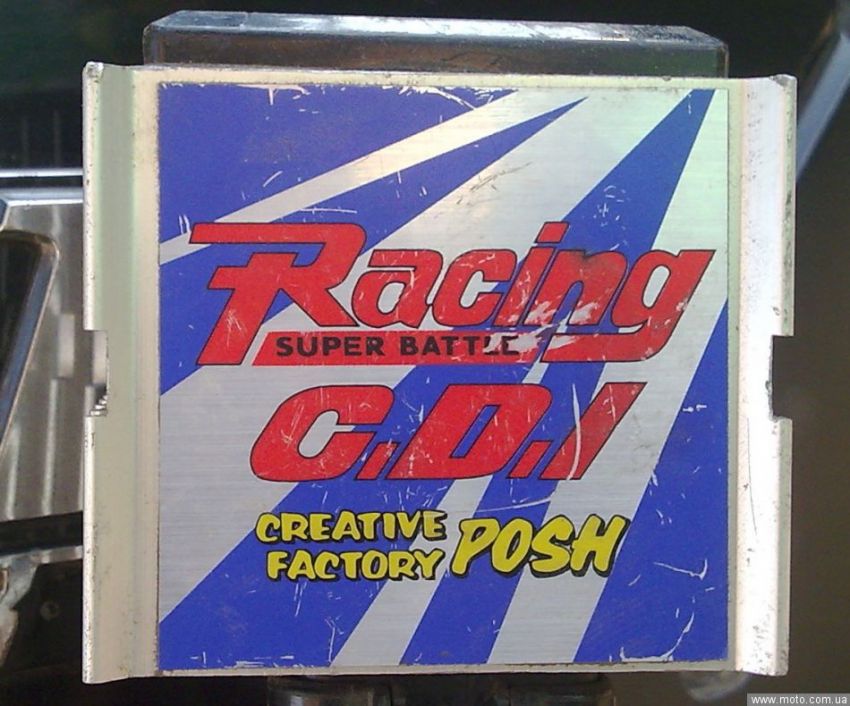 Racing
SUPER BATTLE
C.D.I
CREATIVE
FACTORY POSH
www.moto.com.ua